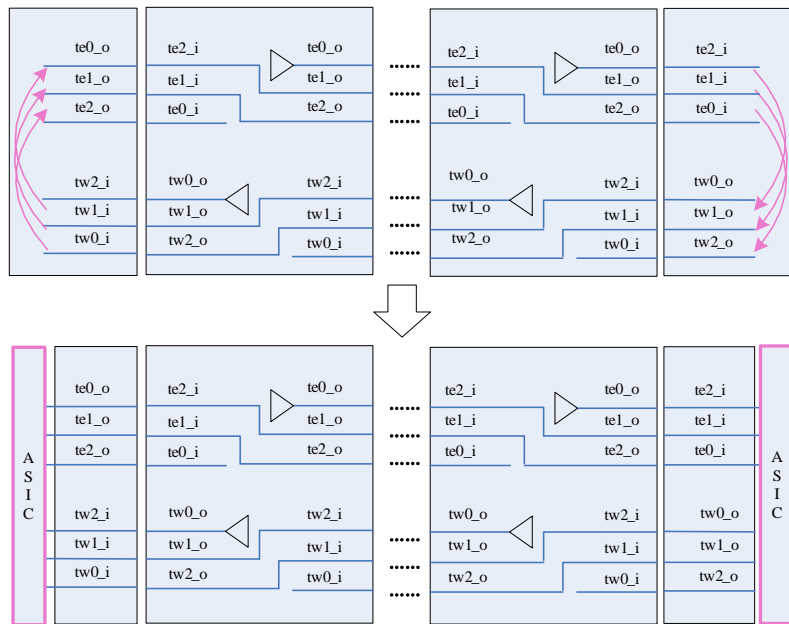 te0_o
te1_o
te2_o
tw2_i
tw1_i
tw0_i
te2_i
te0_o
te1_i
te1_o
te0_i
te2_o
tw0_o
tw2_i
tw1_o
tw1_i
tw2_o
tw0_i
......
......
......
......
......
......
te2_i
te0_o
te1_i
te1_o
te0_i
te2_o
tw0_o
tw2_i
tw1_o
tw1_i
tw2_o
tw0_i
te2_i
te1_i
te0_i
tw0_o
tw1_o
tw2_o
ASIC
te0_o
te1_o
te2_o
tw2_i
tw1_i
tw0_i
te2_i
te0_o
te1_i
te1_o
te0_i
te2_o
tw0_o
tw2_i
tw1_o
tw1_i
tw2_o
tw0_i
......
......
......
......
......
......
te2_i
te0_o
te1_i
te1_o
te0_i
te2_o
tw0_o
tw2_i
tw1_o
tw1_i
tw2_o
tw0_i
te2_i
te1_i
te0_i
tw0_o
tw1_o
tw2_o
ASIC